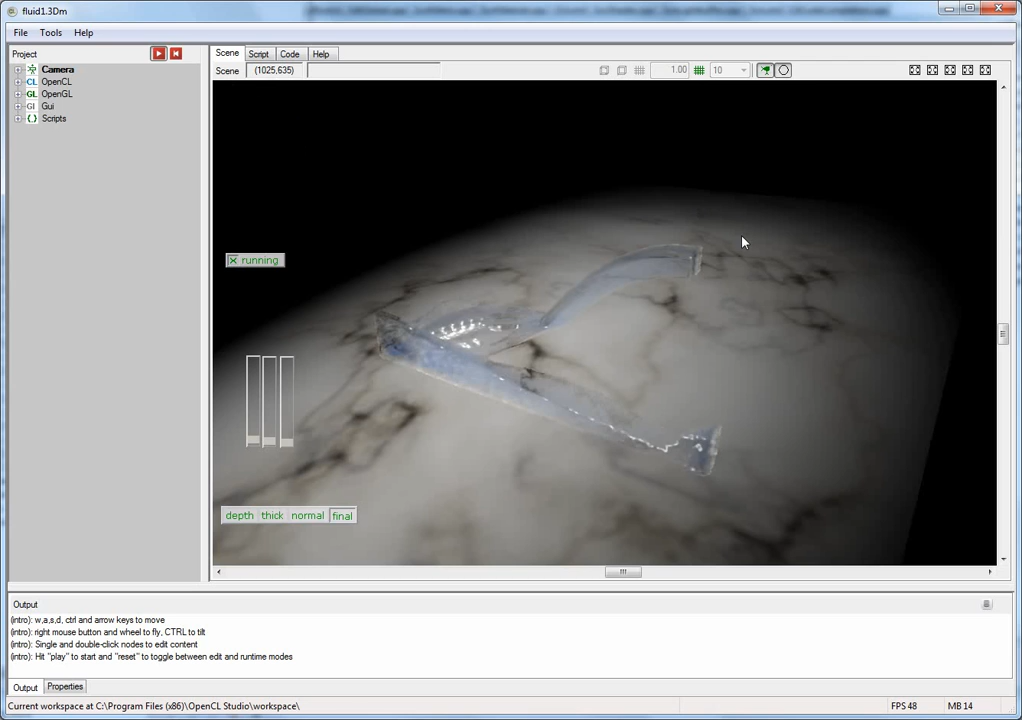 fluid1.3Dm
File Tools Help
Project
Camera
CL OpenCL
GL OpenGL
GI Gui
{} Scripts
Scene Script Code Help
Scene (1025,635) 1.00 10
running
depth thick normal final
Output
(intro): w,a,s,d, ctrl and arrow keys to move
(intro): right mouse button and wheel to fly, CTRL to tilt
(intro): Single and double-click nodes to edit content
(intro): Hit "play" to start and "reset" to toggle between edit and runtime modes
Output Properties
Current workspace at C:\Program Files (x86)\OpenCL Studio\workspace\ FPS 48 MB 14